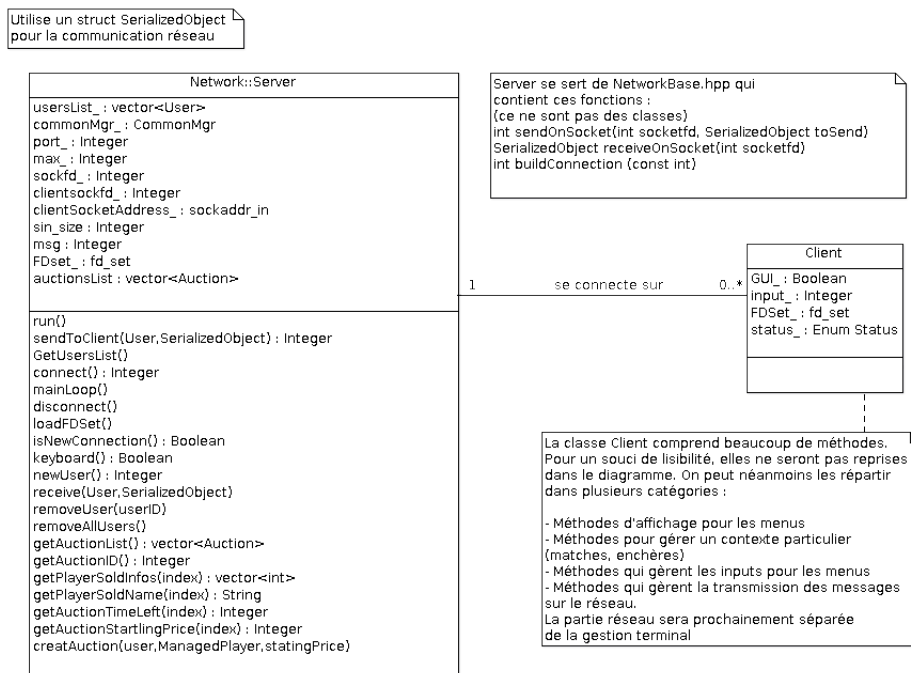 Utilise un struct SerializedObject
pour la communication réseau
Network::Server
usersList_ : vector<User>
commonMgr_ : CommonMgr
port_ : Integer
max_ : Integer
sockfd_ : Integer
clientsockfd_ : Integer
clientSocketAddress_ : sockaddr_in
sin_size : Integer
msg : Integer
FDset_ : fd_set
auctionsList : vector<Auction>
run()
sendToClient(User,SerializedObject) : Integer
GetUsersList()
connect() : Integer
mainLoop()
disconnect()
loadFDSet()
isNewConnection() : Boolean
keyboard() : Boolean
newUser() : Integer
receive(User,SerializedObject)
removeUser(userID)
removeAllUsers()
getAuctionList() : vector<Auction>
getAuctionID() : Integer
getPlayerSoldInfos(index) : vector<int>
getPlayerSoldName(index) : String
getAuctionTimeLeft(index) : Integer
getAuctionStartlingPrice(index) : Integer
creatAuction(user,ManagedPlayer,statingPrice)
Server se sert de NetworkBase.hpp qui
contient ces fonctions :
(ce ne sont pas des classes)
int sendOnSocket(int socketfd, SerializedObject toSend)
SerializedObject receiveOnSocket(int socketfd)
int buildConnection (const int)
1 se connecte sur 0..*
Client
GUI_ : Boolean
input_ : Integer
FDSet_ : fd_set
status_ : Enum Status
La classe Client comprend beaucoup de méthodes.
Pour un souci de lisibilité, elles ne seront pas reprises
dans le diagramme. On peut néanmoins les répartir
dans plusieurs catégories :
- Méthodes d'affichage pour les menus
- Méthodes pour gérer un contexte particulier
(matches, enchères)
- Méthodes qui gèrent les inputs pour les menus
- Méthodes qui gèrent la transmission des messages
sur le réseau.
La partie réseau sera prochainement séparée
de la gestion terminal